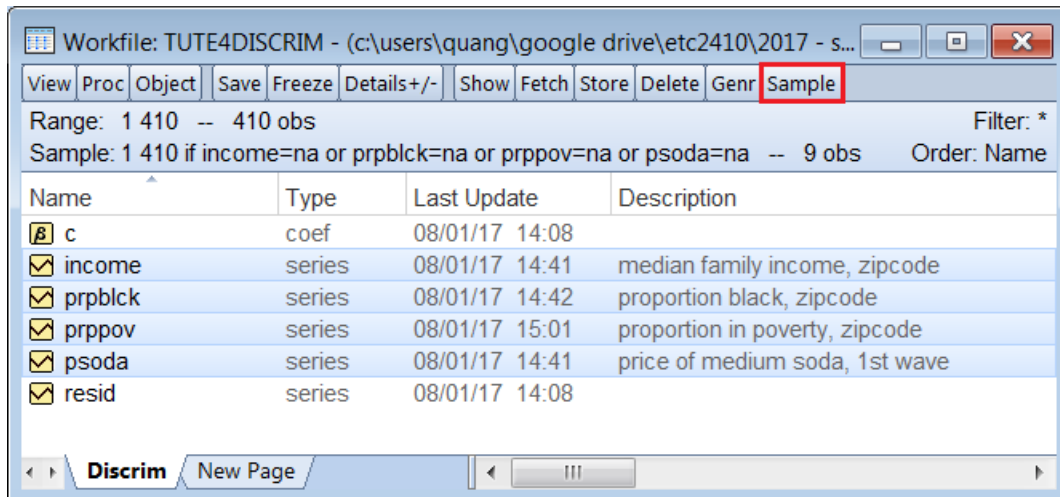 Workfile: TUTE4DISCRIM - (c:\users\quang\google drive\etc2410\2017 - s...
View Proc Object Save Freeze Details+/- Show Fetch Store Delete Genr Sample
Range: 1 410 -- 410 obs Filter: *
Sample: 1 410 if income=na or prpblck=na or prppov=na or psoda=na -- 9 obs Order: Name
Name Type Last Update Description
β c coef 08/01/17 14:08
income series 08/01/17 14:41 median family income, zipcode
prpblck series 08/01/17 14:42 proportion black, zipcode
prppov series 08/01/17 15:01 proportion in poverty, zipcode
psoda series 08/01/17 14:41 price of medium soda, 1st wave
resid series 08/01/17 14:08
Discrim New Page